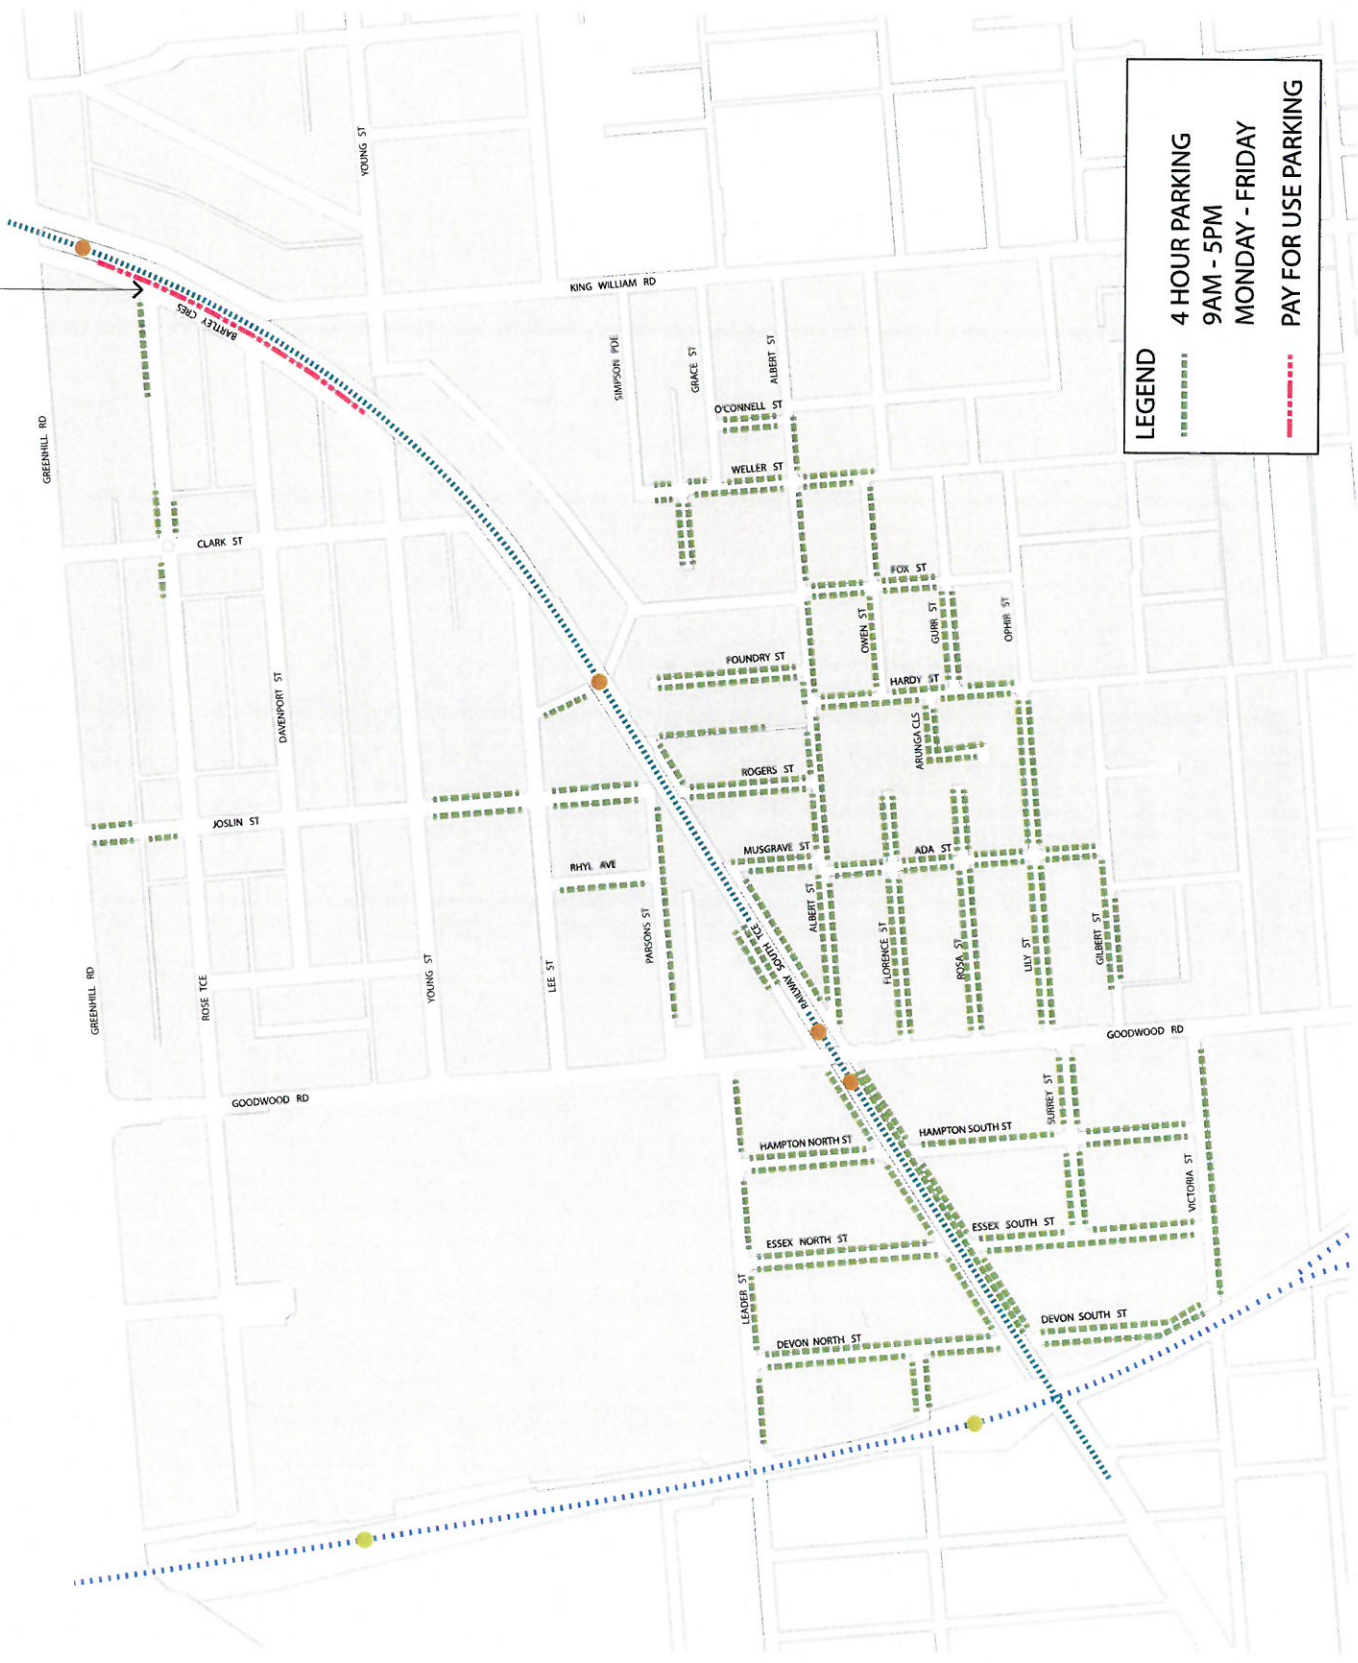 YOUNG ST
KING WILLIAM RD
BARTLEY CRES
GREENHILL RD
SIMPSON PDE
GRACE ST
ALBERT ST
O'CONNELL ST
WELLER ST
CLARK ST
FOX ST
OWEN ST
GURR ST
OPHIR ST
FOUNDRY ST
HARDY ST
DAVENPORT ST
ARUNGA CLS
ROGERS ST
JOSLIN ST
MUSGRAVE ST
ADA ST
RHYL AVE
ALBERT ST
PARSONS ST
RAILWAY SOUTH TCE
FLORENCE ST
ROSA ST
LILY ST
GILBERT ST
GREENHILL RD
ROSE TCE
YOUNG ST
LEE ST
GOODWOOD RD
GOODWOOD RD
SURREY ST
HAMPTON NORTH ST
HAMPTON SOUTH ST
VICTORIA ST
ESSEX NORTH ST
ESSEX SOUTH ST
LEADER ST
DEVON NORTH ST
DEVON SOUTH ST
LEGEND
4 HOUR PARKING
9AM - 5PM
MONDAY - FRIDAY
PAY FOR USE PARKING